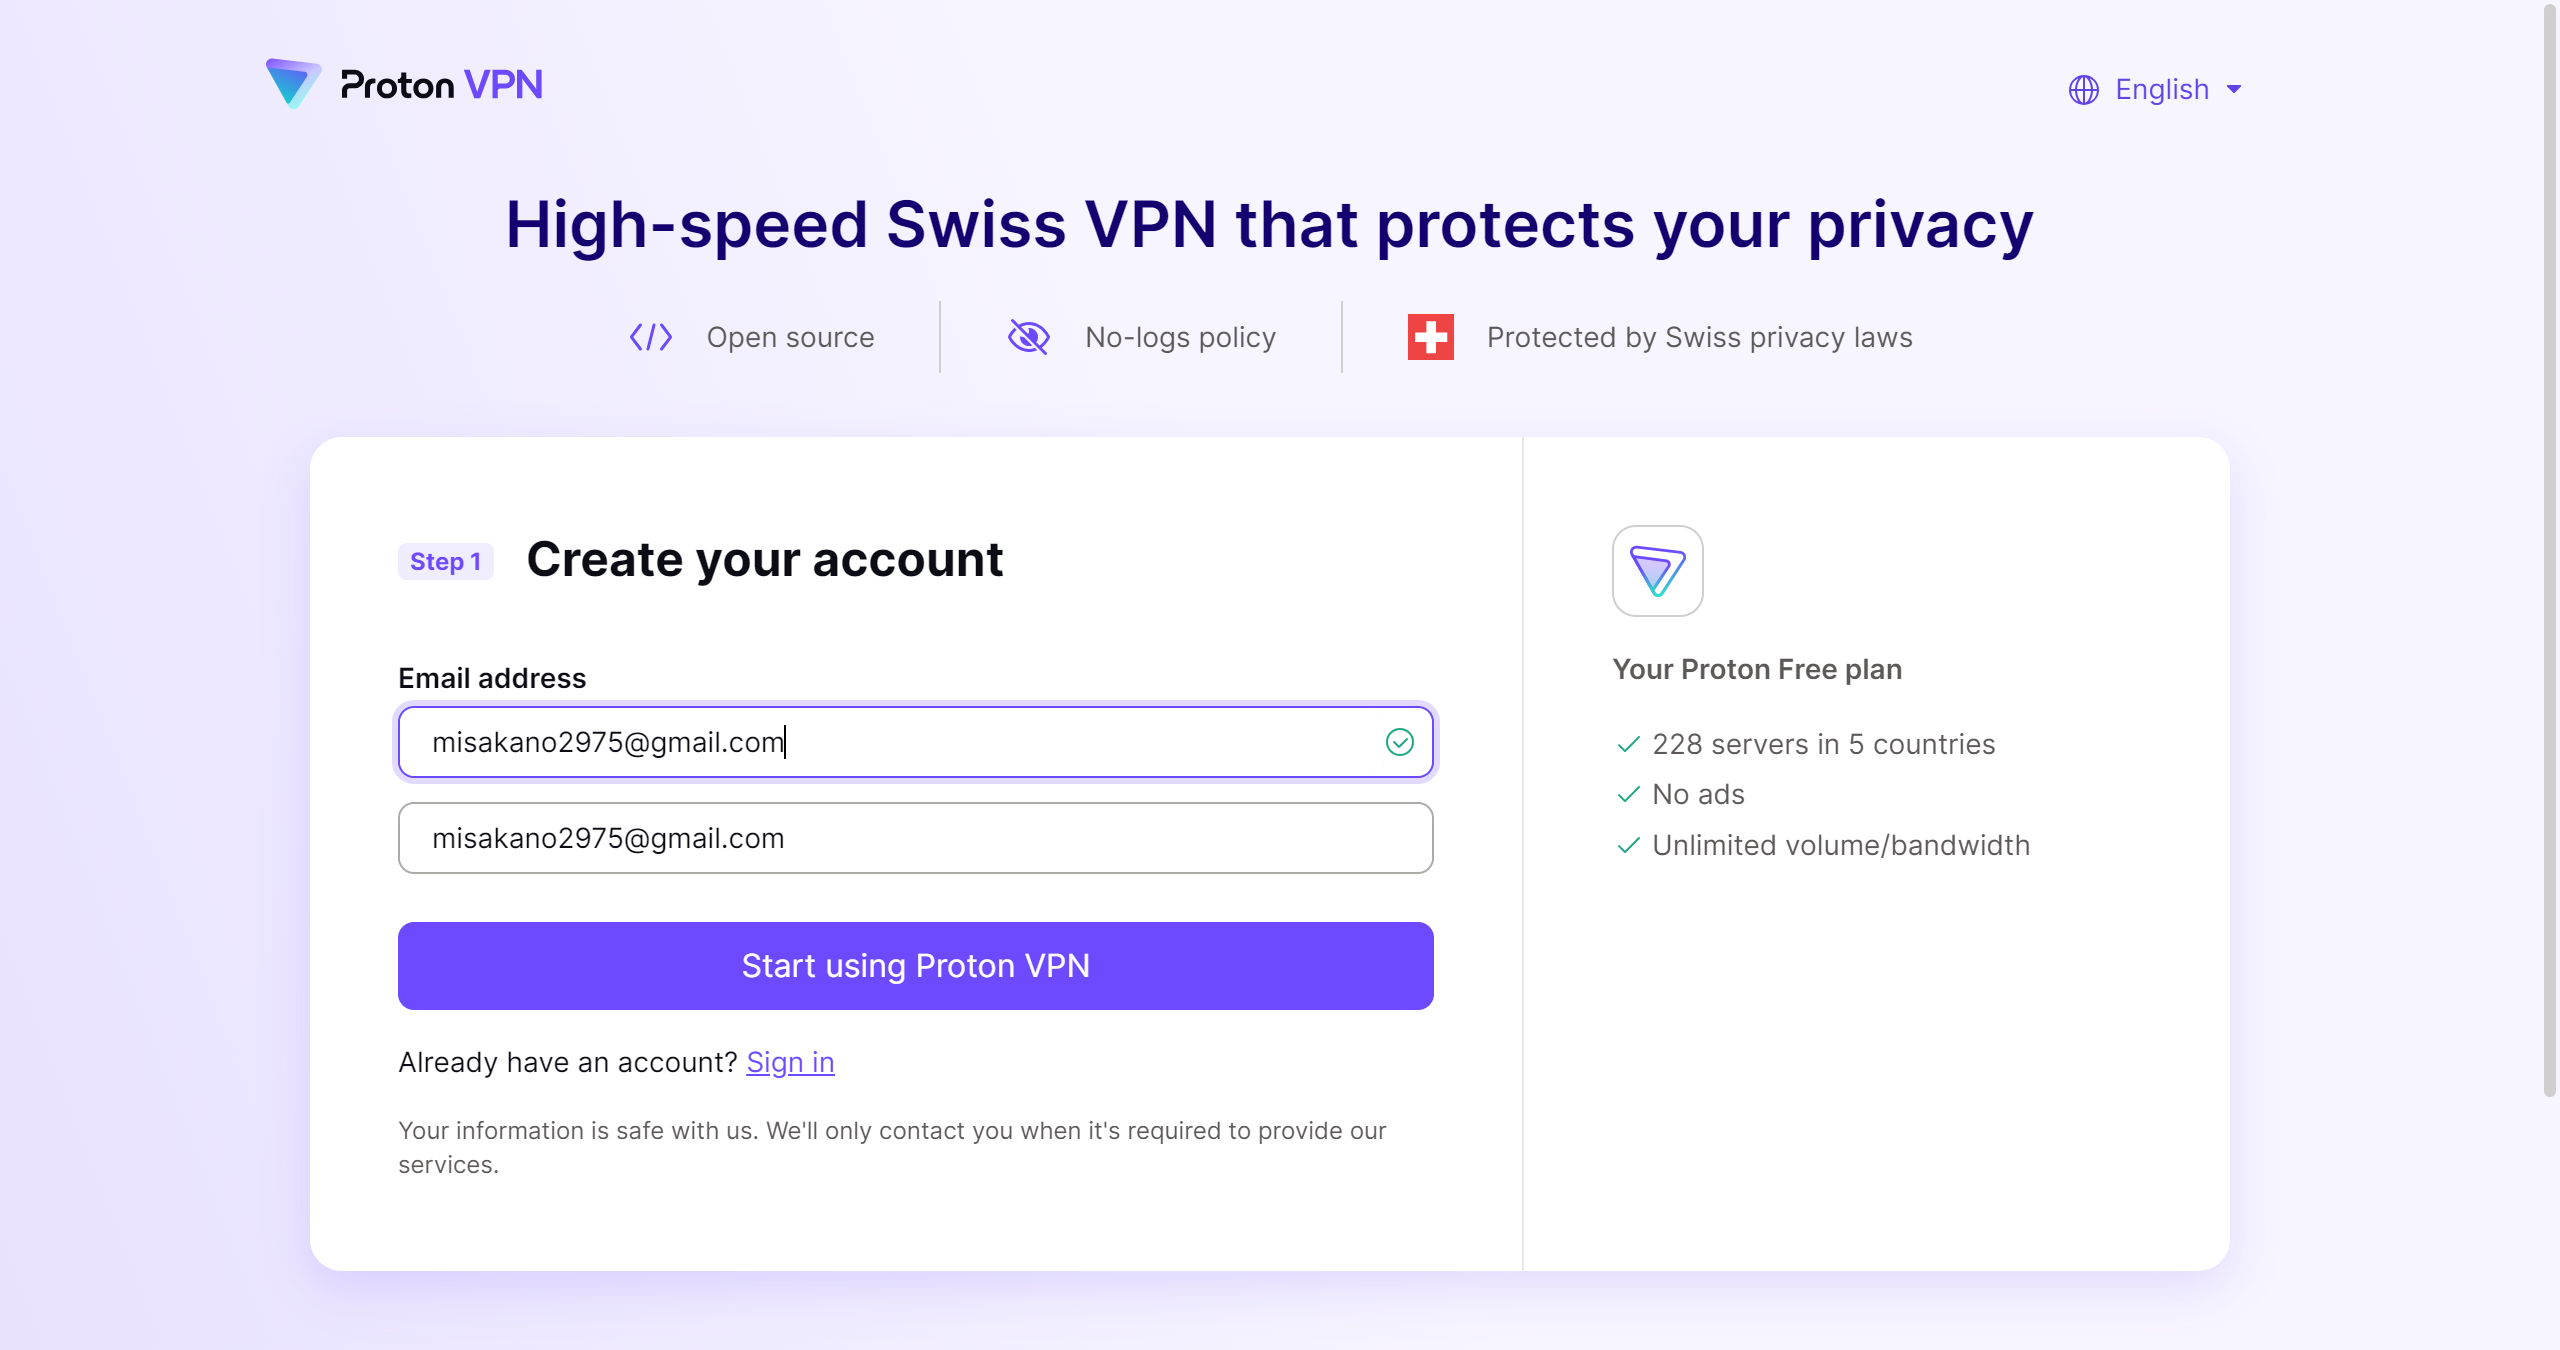 Proton VPN
English
High-speed Swiss VPN that protects your privacy
Open source
No-logs policy
Protected by Swiss privacy laws
Step 1
Create your account
Email address
misakano2975@gmail.com
misakano2975@gmail.com
Start using Proton VPN
Already have an account? Sign in
Your information is safe with us. We'll only contact you when it's required to provide our
services.
Your Proton Free plan
228 servers in 5 countries
No ads
Unlimited volume/bandwidth